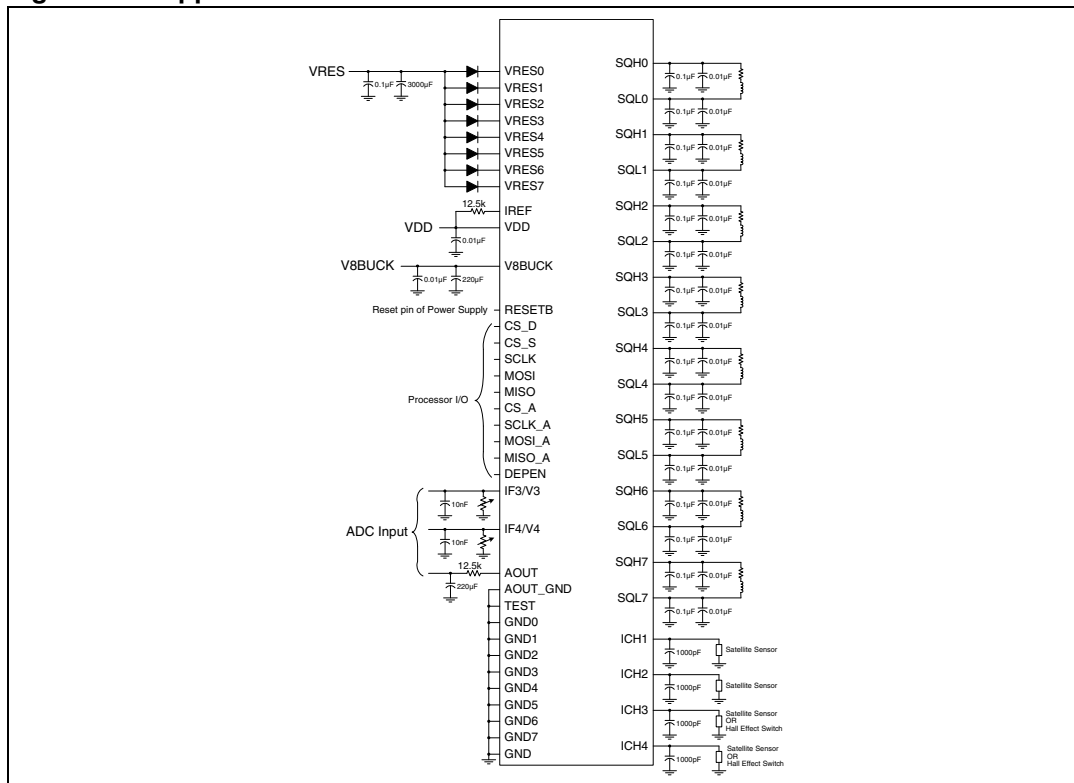 VRES
0.1µF
3000µF
VRES0
VRES1
VRES2
VRES3
VRES4
VRES5
VRES6
VRES7
12.5k
IREF
VDD
VDD
0.01µF
V8BUCK
V8BUCK
0.01µF
220µF
Reset pin of Power Supply
RESETB
CS_D
CS_S
SCLK
MOSI
MISO
Processor I/O
CS_A
SCLK_A
MOSI_A
MISO_A
DEPEN
IF3/V3
10nF
ADC Input
IF4/V4
10nF
12.5k
AOUT
220µF
AOUT_GND
TEST
GND0
GND1
GND2
GND3
GND4
GND5
GND6
GND7
GND
SQH0
0.1µF
0.01µF
SQL0
0.1µF
0.01µF
SQH1
0.1µF
0.01µF
SQL1
0.1µF
0.01µF
SQH2
0.1µF
0.01µF
SQL2
0.1µF
0.01µF
SQH3
0.1µF
0.01µF
SQL3
0.1µF
0.01µF
SQH4
0.1µF
0.01µF
SQL4
0.1µF
0.01µF
SQH5
0.1µF
0.01µF
SQL5
0.1µF
0.01µF
SQH6
0.1µF
0.01µF
SQL6
0.1µF
0.01µF
SQH7
0.1µF
0.01µF
SQL7
0.1µF
0.01µF
ICH1
1000pF
Satellite Sensor
ICH2
1000pF
Satellite Sensor
ICH3
1000pF
Satellite Sensor
OR
Hall Effect Switch
ICH4
1000pF
Satellite Sensor
OR
Hall Effect Switch